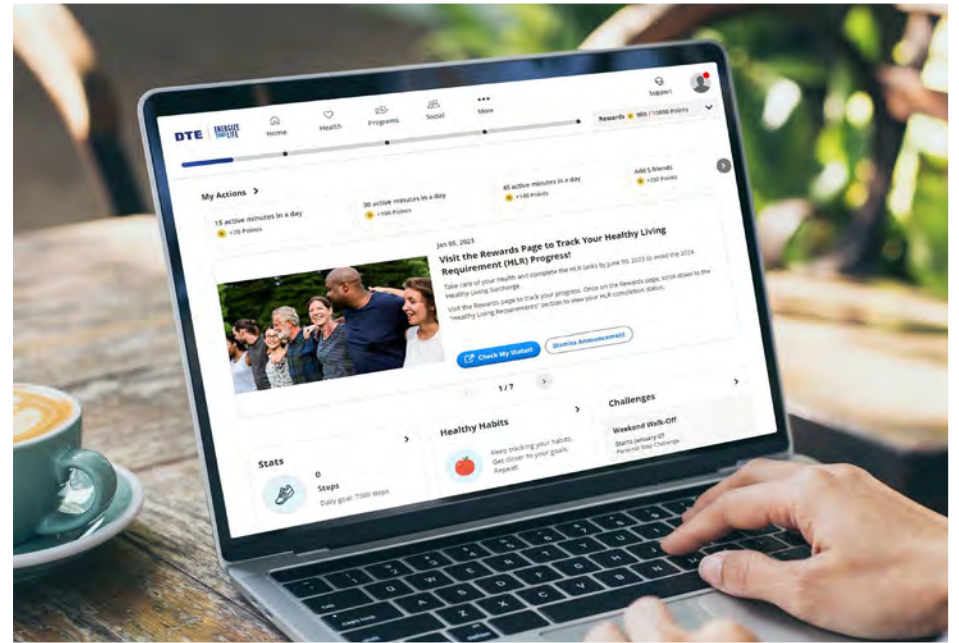 DTE ENERGIZE YOUR LIFE
Home
Health
Programs
Social
More
Support
Rewards 900 / 10000 Points
My Actions
15 active minutes in a day
+70 Points
30 active minutes in a day
+100 Points
45 active minutes in a day
+140 Points
Add 5 friends
+250 Points
Jan 05, 2023
Visit the Rewards Page to Track Your Healthy Living
Requirement (HLR) Progress!
Take care of your health and complete the HLR tasks by June 30, 2023 to avoid the 2024
Healthy Living Surcharge.
Visit the Rewards page to track your progress. Once on the Rewards page, scroll down to the
"Healthy Living Requirements" section to view your HLR completion status.
Check My Status!
Dismiss Announcement
1 / 7
Stats
0
Steps
Daily goal: 7000 steps
Healthy Habits
Keep tracking your habits.
Get closer to your goals.
Repeat!
Challenges
Weekend Walk-Off
Starts January 07
Personal Step Challenge